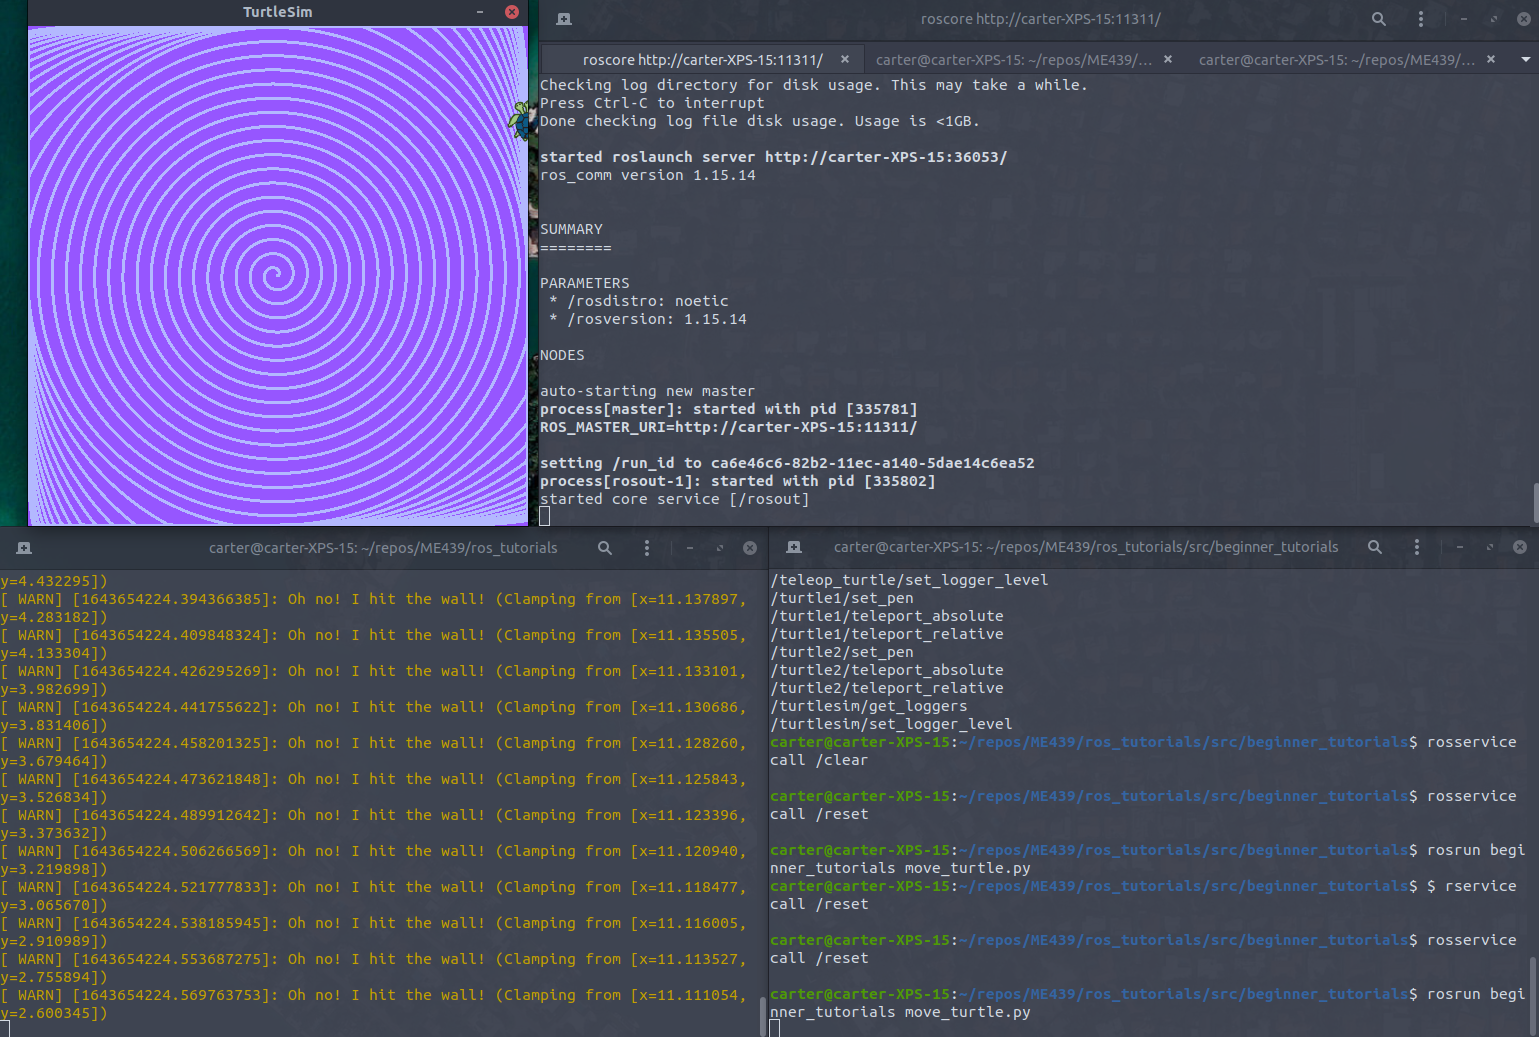 TurtleSim
roscore http://carter-XPS-15:11311/
roscore http://carter-XPS-15:11311/
carter@carter-XPS-15: ~/repos/ME439/...
carter@carter-XPS-15: ~/repos/ME439/...
Checking log directory for disk usage. This may take a while.
Press Ctrl-C to interrupt
Done checking log file disk usage. Usage is <1GB.
started roslaunch server http://carter-XPS-15:36053/
ros_comm version 1.15.14
SUMMARY
========
PARAMETERS
* /rosdistro: noetic
* /rosversion: 1.15.14
NODES
auto-starting new master
process[master]: started with pid [335781]
ROS_MASTER_URI=http://carter-XPS-15:11311/
setting /run_id to ca6e46c6-82b2-11ec-a140-5dae14c6ea52
process[rosout-1]: started with pid [335802]
started core service [/rosout]
carter@carter-XPS-15: ~/repos/ME439/ros_tutorials
y=4.432295])
[ WARN] [1643654224.394366385]: Oh no! I hit the wall! (Clamping from [x=11.137897,
y=4.283182])
[ WARN] [1643654224.409848324]: Oh no! I hit the wall! (Clamping from [x=11.135505,
y=4.133304])
[ WARN] [1643654224.426295269]: Oh no! I hit the wall! (Clamping from [x=11.133101,
y=3.982699])
[ WARN] [1643654224.441755622]: Oh no! I hit the wall! (Clamping from [x=11.130686,
y=3.831406])
[ WARN] [1643654224.458201325]: Oh no! I hit the wall! (Clamping from [x=11.128260,
y=3.679464])
[ WARN] [1643654224.473621848]: Oh no! I hit the wall! (Clamping from [x=11.125843,
y=3.526834])
[ WARN] [1643654224.489912642]: Oh no! I hit the wall! (Clamping from [x=11.123396,
y=3.373632])
[ WARN] [1643654224.506266569]: Oh no! I hit the wall! (Clamping from [x=11.120940,
y=3.219898])
[ WARN] [1643654224.521777833]: Oh no! I hit the wall! (Clamping from [x=11.118477,
y=3.065670])
[ WARN] [1643654224.538185945]: Oh no! I hit the wall! (Clamping from [x=11.116005,
y=2.910989])
[ WARN] [1643654224.553687275]: Oh no! I hit the wall! (Clamping from [x=11.113527,
y=2.755894])
[ WARN] [1643654224.569763753]: Oh no! I hit the wall! (Clamping from [x=11.111054,
y=2.600345])
carter@carter-XPS-15: ~/repos/ME439/ros_tutorials/src/beginner_tutorials
/teleop_turtle/set_logger_level
/turtle1/set_pen
/turtle1/teleport_absolute
/turtle1/teleport_relative
/turtle2/set_pen
/turtle2/teleport_absolute
/turtle2/teleport_relative
/turtlesim/get_loggers
/turtlesim/set_logger_level
carter@carter-XPS-15:~/repos/ME439/ros_tutorials/src/beginner_tutorials$ rosservice
call /clear
carter@carter-XPS-15:~/repos/ME439/ros_tutorials/src/beginner_tutorials$ rosservice
call /reset
carter@carter-XPS-15:~/repos/ME439/ros_tutorials/src/beginner_tutorials$ rosrun begi
nner_tutorials move_turtle.py
carter@carter-XPS-15:~/repos/ME439/ros_tutorials/src/beginner_tutorials$ $ rservice
call /reset
carter@carter-XPS-15:~/repos/ME439/ros_tutorials/src/beginner_tutorials$ rosservice
call /reset
carter@carter-XPS-15:~/repos/ME439/ros_tutorials/src/beginner_tutorials$ rosrun begi
nner_tutorials move_turtle.py